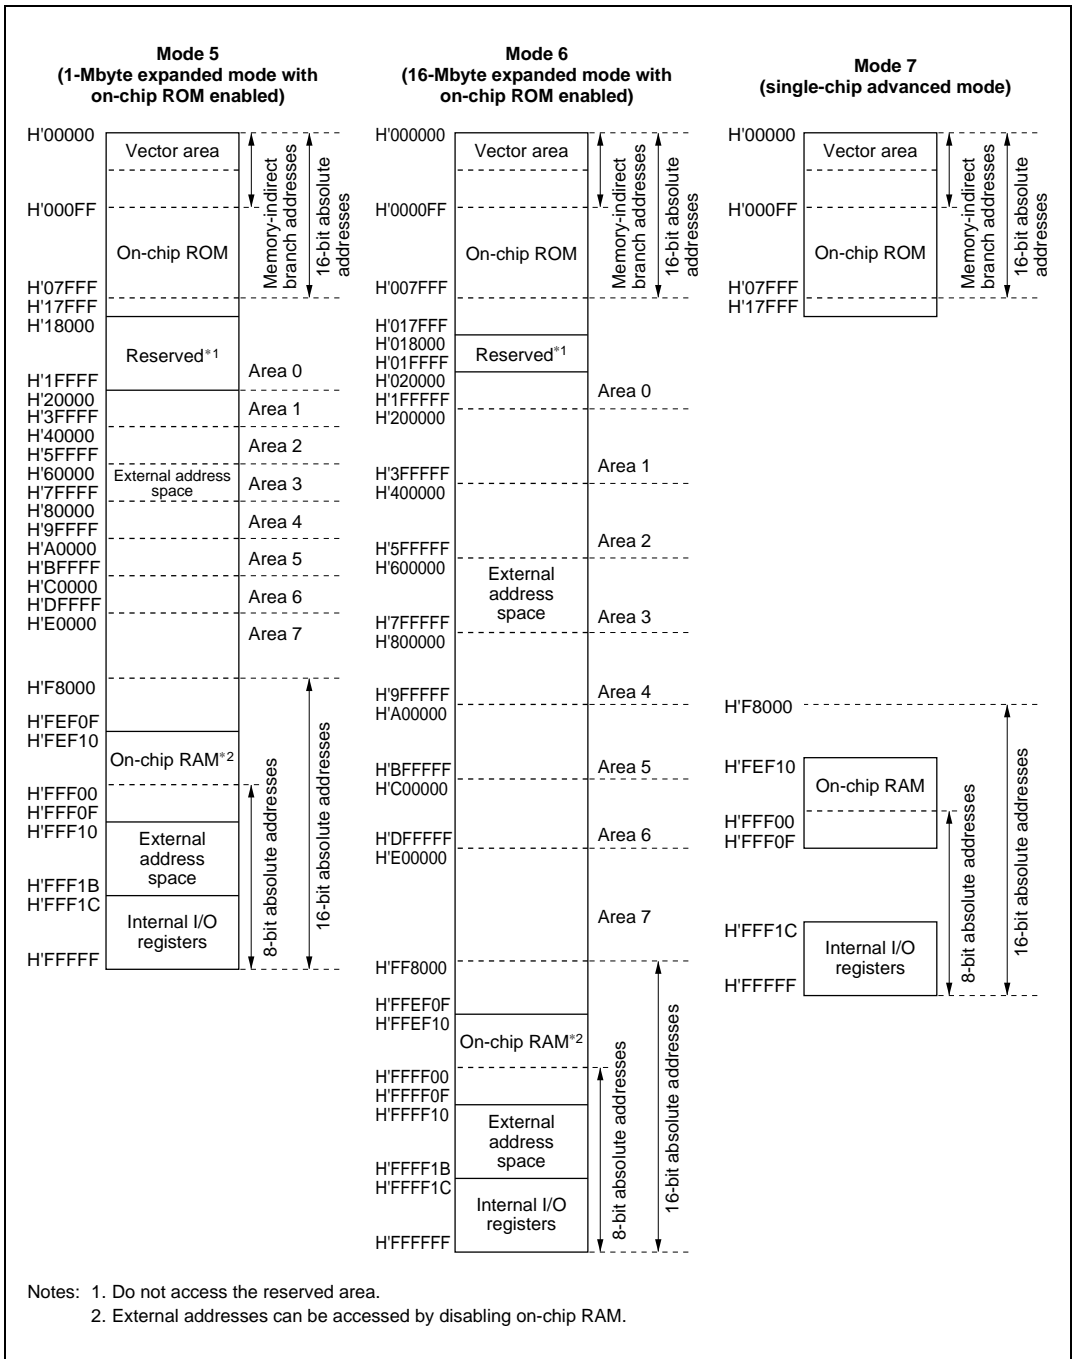 Mode 5
(1-Mbyte expanded mode with
on-chip ROM enabled)
H'00000
Vector area
H'000FF
On-chip ROM
H'07FFF
H'17FFF
H'18000
Reserved*1
H'1FFFF
H'20000
H'3FFFF
H'40000
H'5FFFF
H'60000
H'7FFFF
External address
space
H'80000
H'9FFFF
H'A0000
H'BFFFF
H'C0000
H'DFFFF
H'E0000
H'F8000
H'FEF0F
H'FEF10
On-chip RAM*2
H'FFF00
H'FFF0F
H'FFF10
External
address
space
H'FFF1B
H'FFF1C
Internal I/O
registers
H'FFFFF
Memory-indirect
branch addresses
16-bit absolute
addresses
Area 0
Area 1
Area 2
Area 3
Area 4
Area 5
Area 6
Area 7
8-bit absolute addresses
16-bit absolute addresses
Mode 6
(16-Mbyte expanded mode with
on-chip ROM enabled)
H'000000
Vector area
H'0000FF
On-chip ROM
H'007FFF
H'017FFF
H'018000
Reserved*1
H'01FFFF
H'020000
H'1FFFFF
H'200000
H'3FFFFF
H'400000
H'5FFFFF
H'600000
External
address
space
H'7FFFFF
H'800000
H'9FFFFF
H'A00000
H'BFFFFF
H'C00000
H'DFFFFF
H'E00000
H'FF8000
H'FFEF0F
H'FFEF10
On-chip RAM*2
H'FFFF00
H'FFFF0F
H'FFFF10
External
address
space
H'FFFF1B
H'FFFF1C
Internal I/O
registers
H'FFFFFF
Memory-indirect
branch addresses
16-bit absolute
addresses
Area 0
Area 1
Area 2
Area 3
Area 4
Area 5
Area 6
Area 7
8-bit absolute addresses
16-bit absolute addresses
Mode 7
(single-chip advanced mode)
H'00000
Vector area
H'000FF
On-chip ROM
H'07FFF
H'17FFF
Memory-indirect
branch addresses
16-bit absolute
addresses
H'F8000
H'FEF10
On-chip RAM
H'FFF00
H'FFF0F
H'FFF1C
Internal I/O
registers
H'FFFFF
8-bit absolute addresses
16-bit absolute addresses
Notes: 1. Do not access the reserved area.
2. External addresses can be accessed by disabling on-chip RAM.